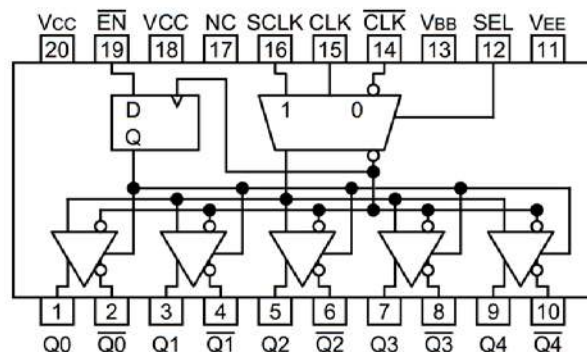 VCC EN VCC NC SCLK CLK CLK VBB SEL VEE
20 19 18 17 16 15 14 13 12 11
D 1 0
Q
1 2 3 4 5 6 7 8 9 10
Q0 Q0 Q1 Q1 Q2 Q2 Q3 Q3 Q4 Q4